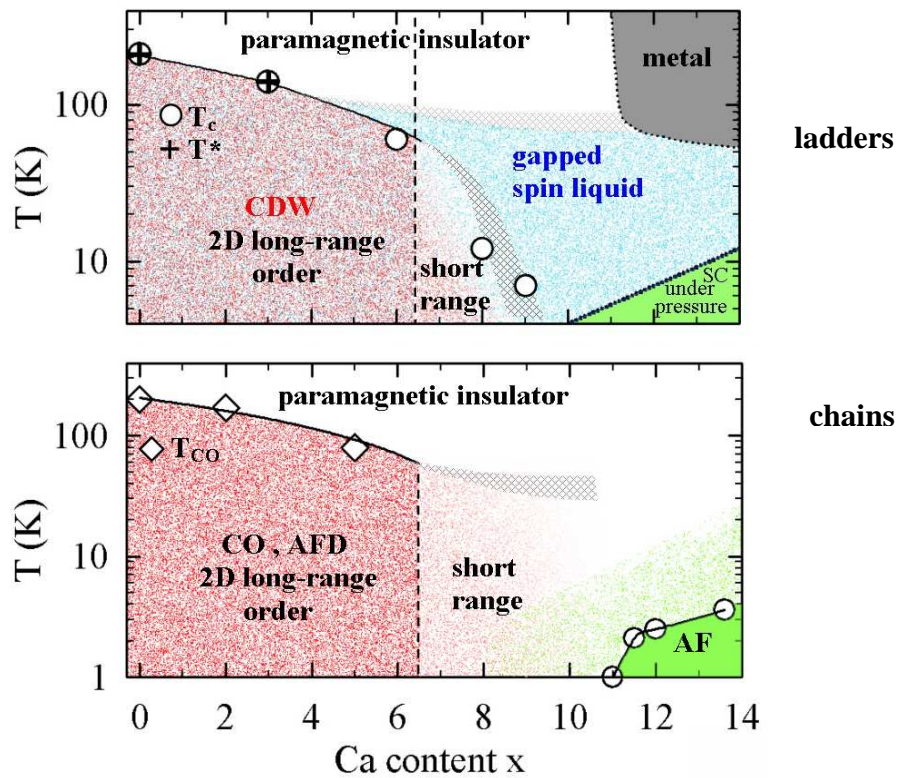 paramagnetic insulator
metal
100
T_c
T*
ladders
gapped
spin liquid
T (K)
CDW
2D long-range
order
10
short
range
SC
under
pressure
paramagnetic insulator
chains
100
T_CO
T (K)
10
CO , AFD
2D long-range
order
short
range
AF
1
0 2 4 6 8 10 12 14
Ca content x